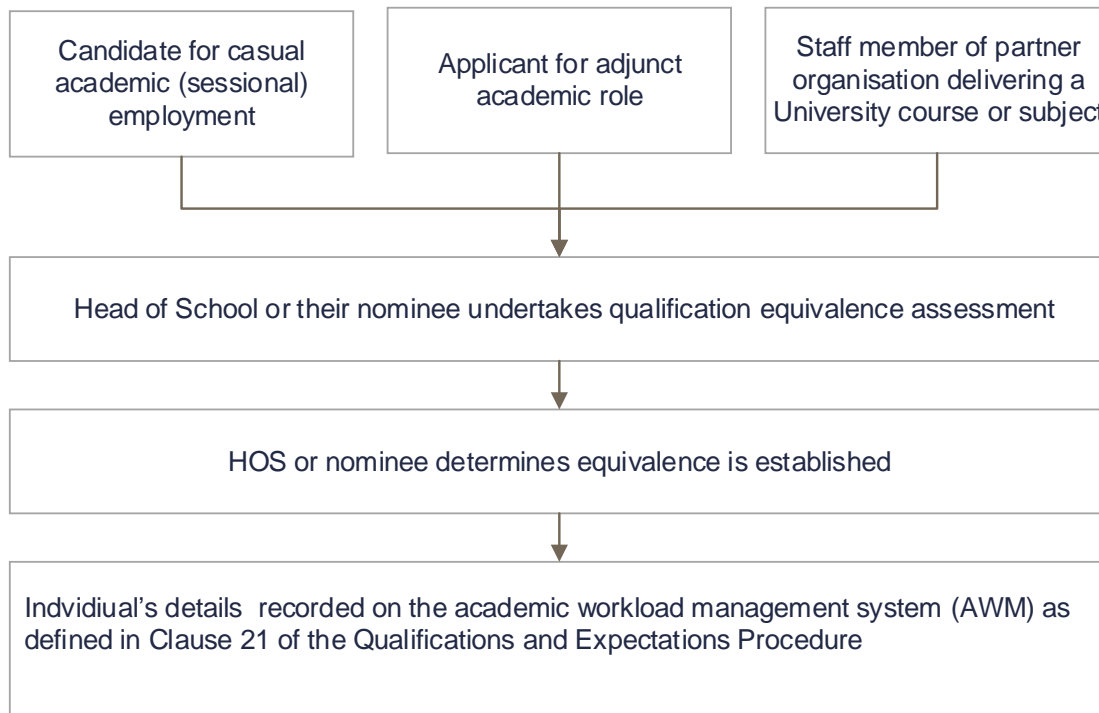 Candidate for casual
academic (sessional)
employment
Applicant for adjunct
academic role
Staff member of partner
organisation delivering a
University course or subject
Head of School or their nominee undertakes qualification equivalence assessment
HOS or nominee determines equivalence is established
Indvidiual's details recorded on the academic workload management system (AWM) as
defined in Clause 21 of the Qualifications and Expectations Procedure